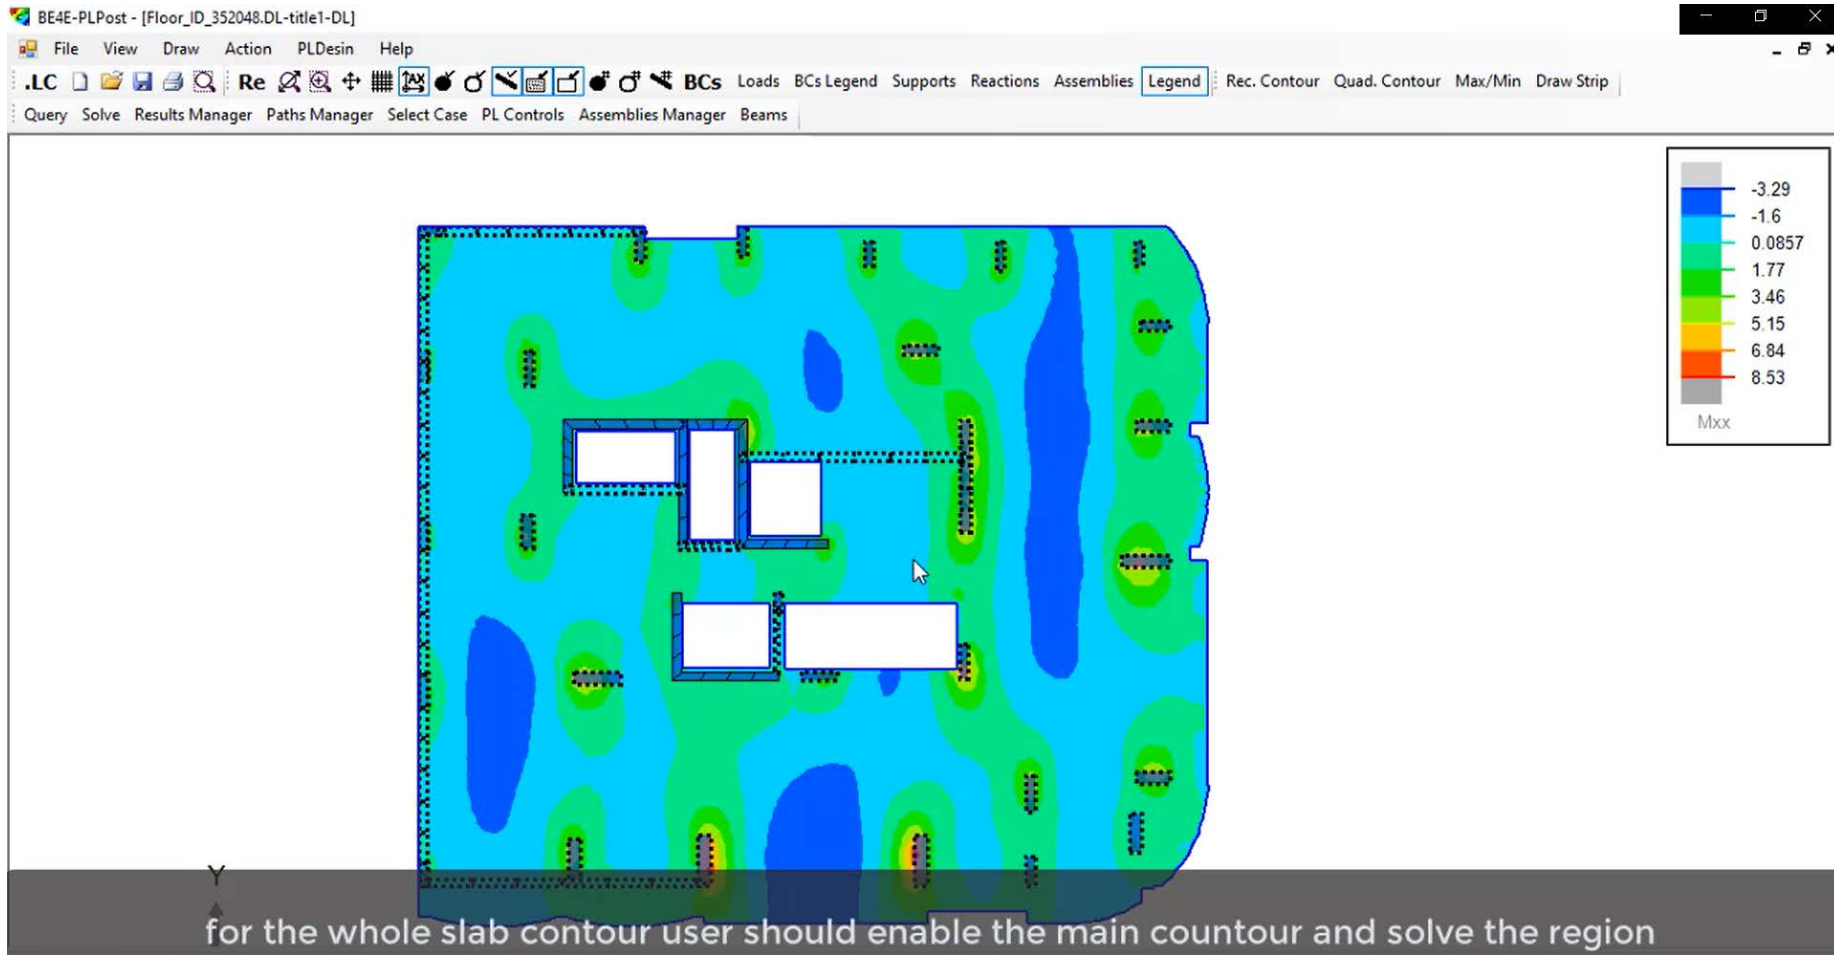 BE4E-PLPost - [Floor_ID_352048.DL-title1-DL]
File View Draw Action PLDesin Help
.LC Re AX BCs Loads BCs Legend Supports Reactions Assemblies Legend Rec. Contour Quad. Contour Max/Min Draw Strip
Query Solve Results Manager Paths Manager Select Case PL Controls Assemblies Manager Beams
-3.29
-1.6
0.0857
1.77
3.46
5.15
6.84
8.53
Mxx
Y
for the whole slab contour user should enable the main countour and solve the region